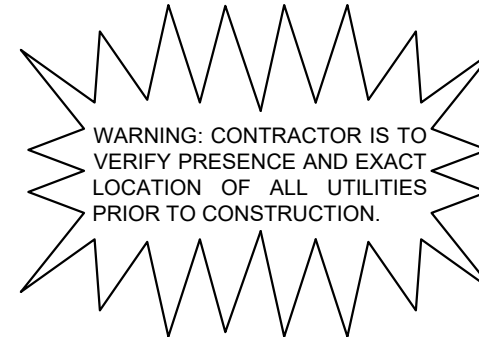 WARNING: CONTRACTOR IS TO
VERIFY PRESENCE AND EXACT
LOCATION OF ALL UTILITIES
PRIOR TO CONSTRUCTION.